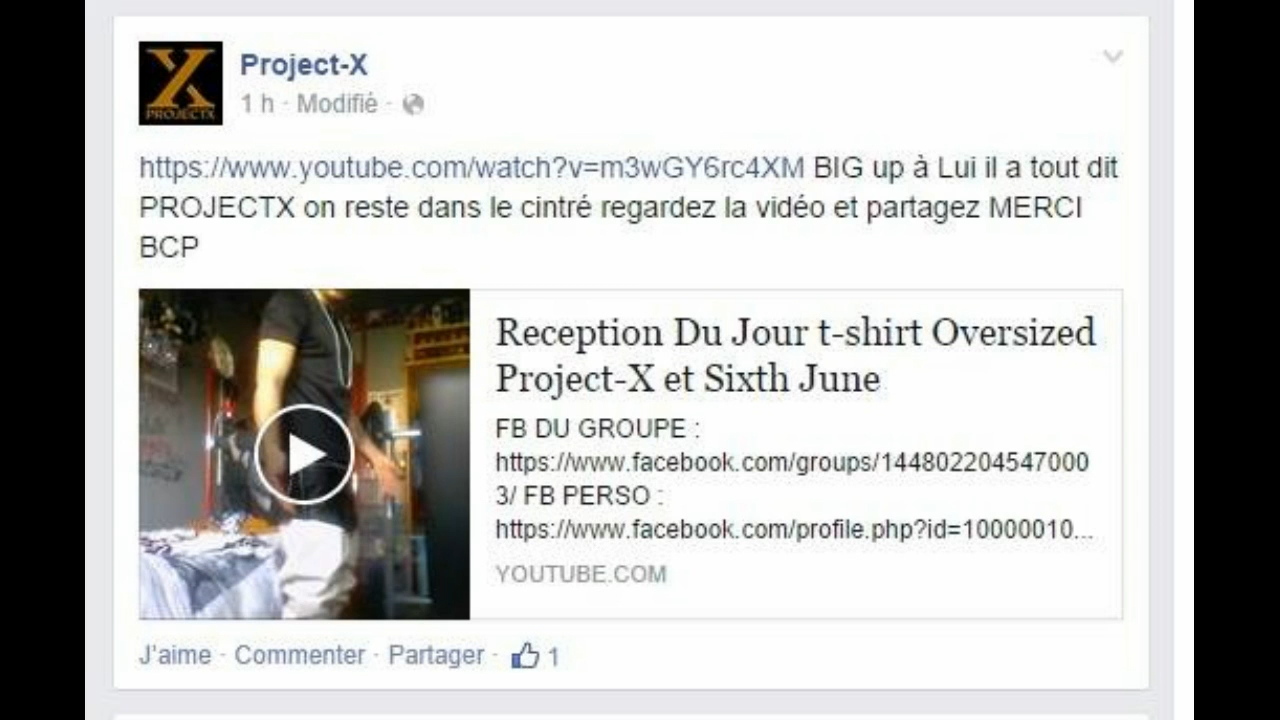 Project-X
1 h · Modifié ·
PROJECTX
https://www.youtube.com/watch?v=m3wGY6rc4XM BIG up à Lui il a tout dit
PROJECTX on reste dans le cintré regardez la vidéo et partagez MERCI
BCP
Reception Du Jour t-shirt Oversized
Project-X et Sixth June
FB DU GROUPE :
https://www.facebook.com/groups/144802204547000
3/ FB PERSO :
https://www.facebook.com/profile.php?id=10000010...
YOUTUBE.COM
J'aime · Commenter · Partager · 1